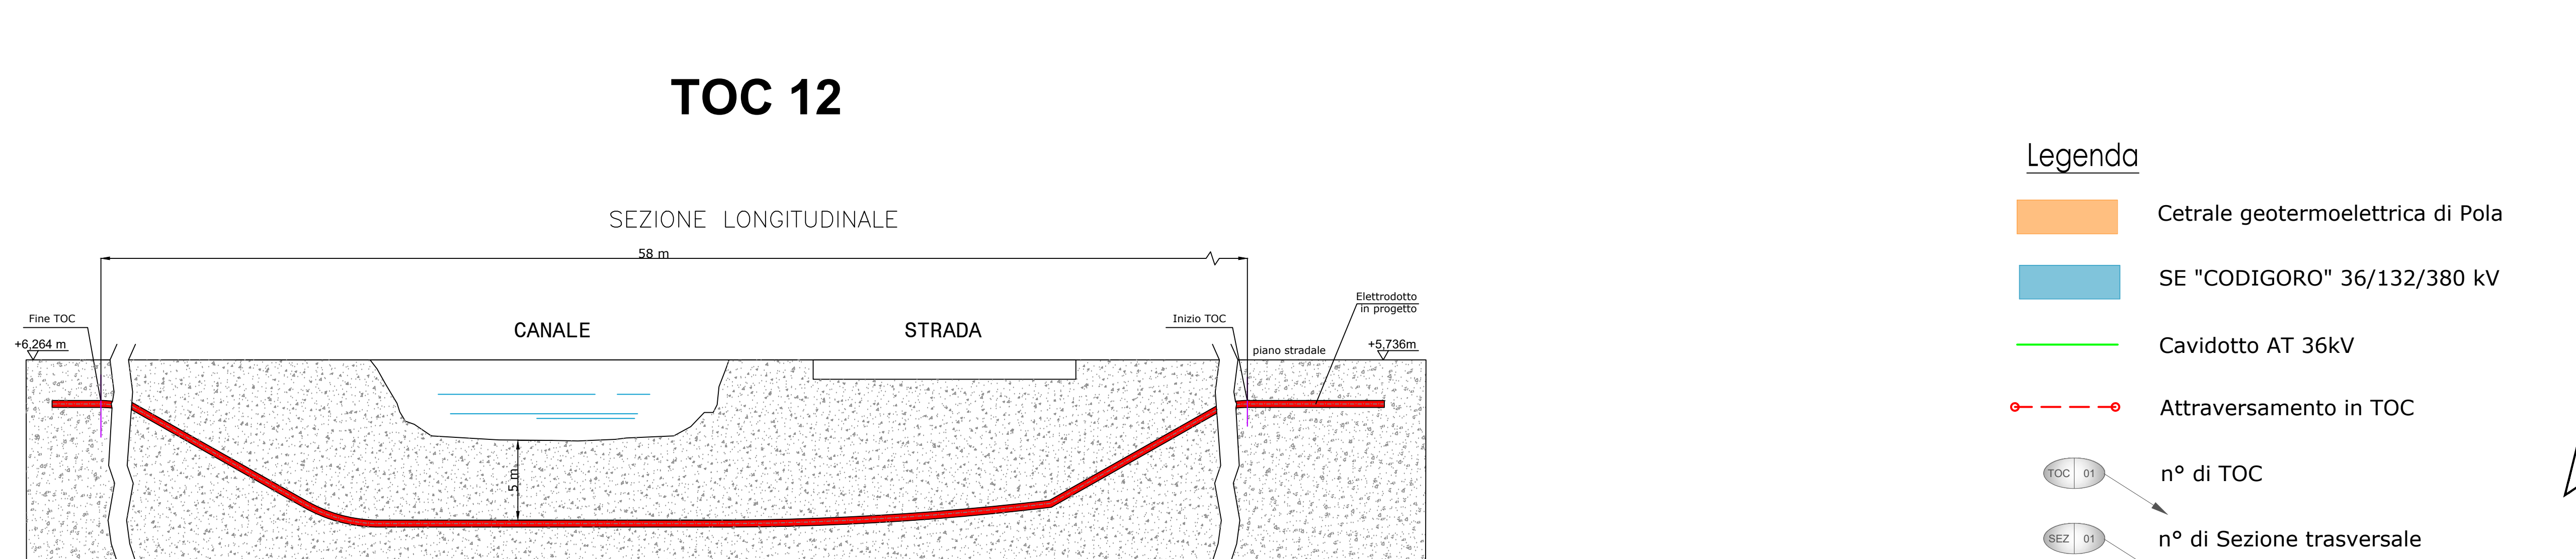 TOC 12
SEZIONE LONGITUDINALE
58 m
Fine TOC
+6,264 m
CANALE
STRADA
Inizio TOC
piano stradale
Elettrodotto
in progetto
+5,736m
5 m
Legenda
Cetrale geotermoelettrica di Pola
SE "CODIGORO" 36/132/380 kV
Cavidotto AT 36kV
Attraversamento in TOC
TOC 01
n° di TOC
SEZ 01
n° di Sezione trasversale